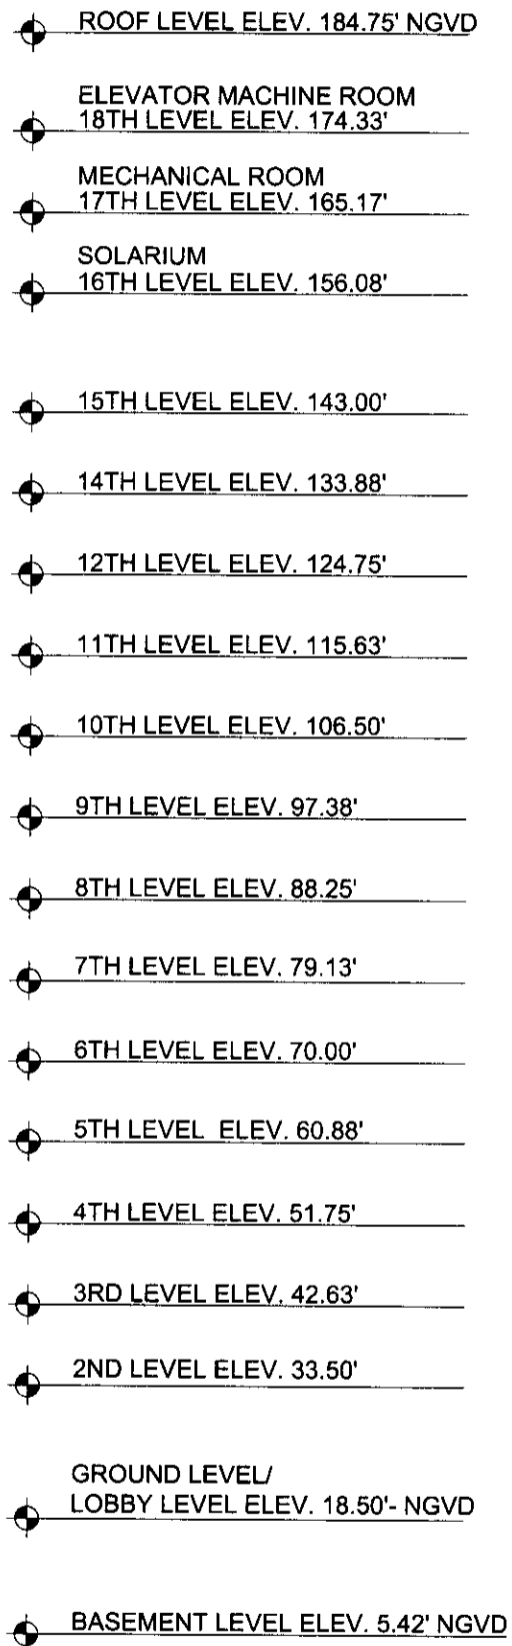 ROOF LEVEL ELEV. 184.75' NGVD
ELEVATOR MACHINE ROOM
18TH LEVEL ELEV. 174.33'
MECHANICAL ROOM
17TH LEVEL ELEV. 165.17'
SOLARIUM
16TH LEVEL ELEV. 156.08'
15TH LEVEL ELEV. 143.00'
14TH LEVEL ELEV. 133.88'
12TH LEVEL ELEV. 124.75'
11TH LEVEL ELEV. 115.63'
10TH LEVEL ELEV. 106.50'
9TH LEVEL ELEV. 97.38'
8TH LEVEL ELEV. 88.25'
7TH LEVEL ELEV. 79.13'
6TH LEVEL ELEV. 70.00'
5TH LEVEL ELEV. 60.88'
4TH LEVEL ELEV. 51.75'
3RD LEVEL ELEV. 42.63'
2ND LEVEL ELEV. 33.50'
GROUND LEVEL/
LOBBY LEVEL ELEV. 18.50'- NGVD
BASEMENT LEVEL ELEV. 5.42' NGVD